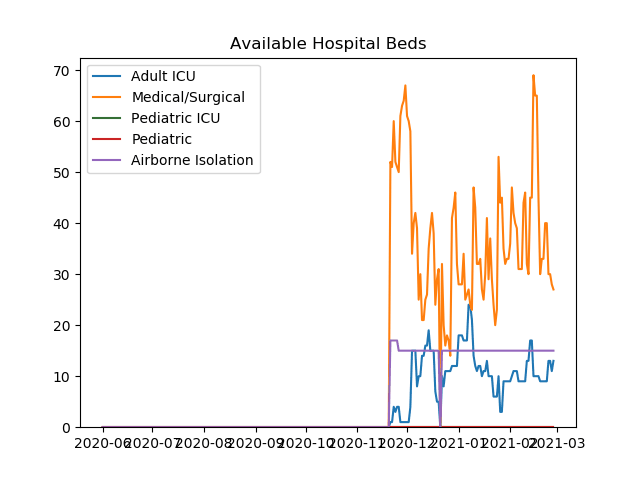 Available Hospital Beds
Adult ICU
Medical/Surgical
Pediatric ICU
Pediatric
Airborne Isolation
70
60
50
40
30
20
10
0
2020-06 2020-07 2020-08 2020-09 2020-10 2020-11 2020-12 2021-01 2021-02 2021-03